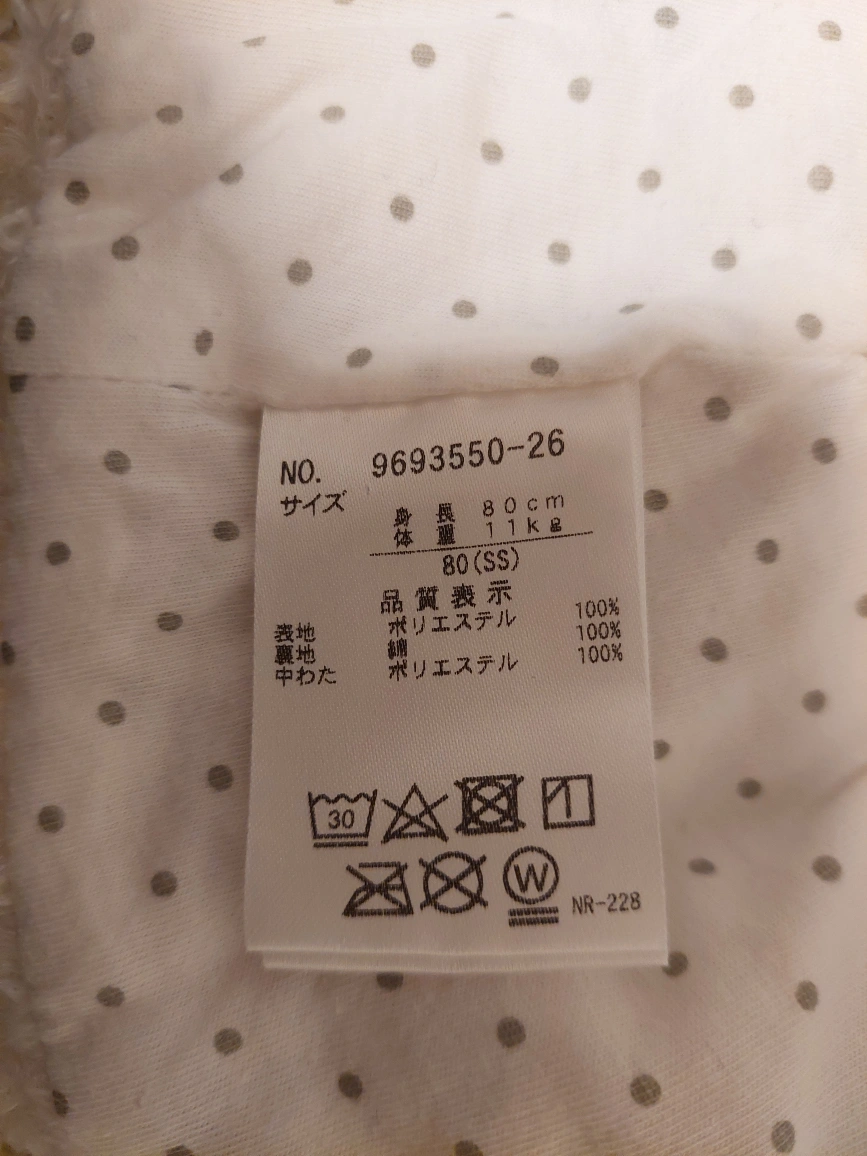 NO. 9693550-26
サイズ
身長 80cm
体重 11kg
80(SS)
品質表示
表地 ポリエステル 100%
裏地 綿 100%
中わた ポリエステル 100%
30
W
NR-228